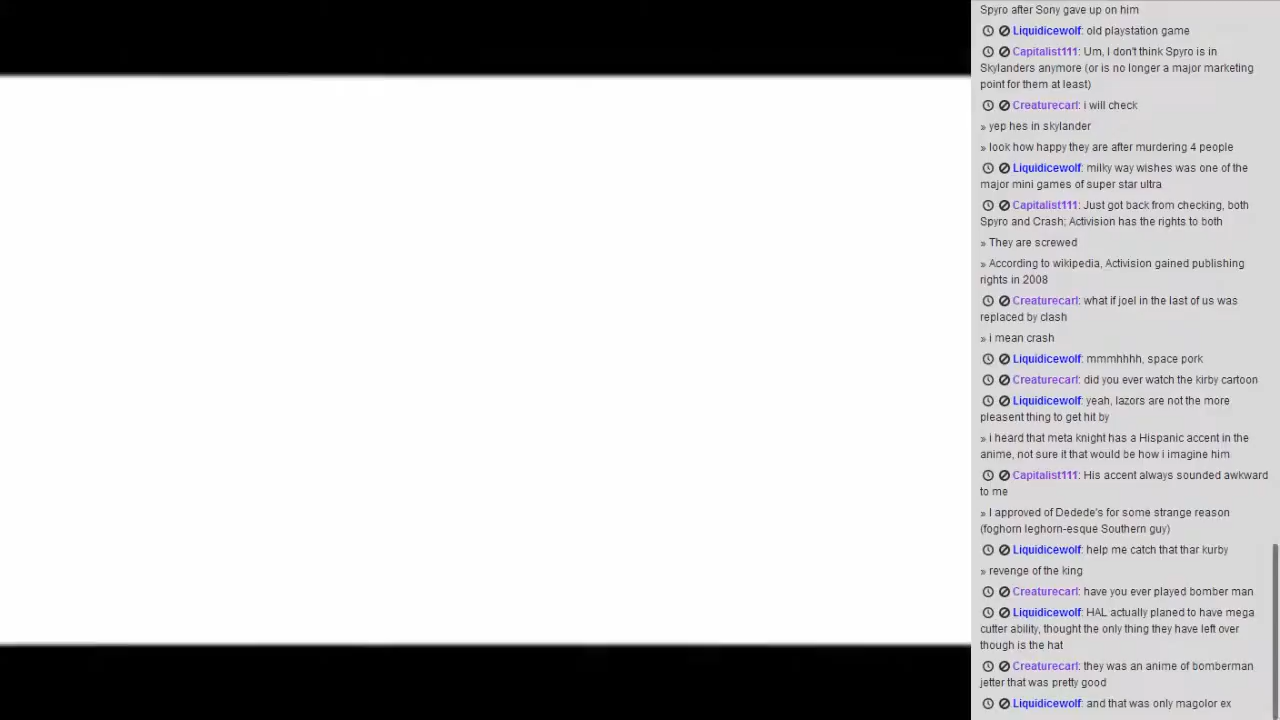 Spyro after Sony gave up on him
Liquidicewolf: old playstation game
Capitalist111: Um, I don't think Spyro is in
Skylanders anymore (or is no longer a major marketing
point for them at least)
Creaturecarl: i will check
» yep hes in skylander
» look how happy they are after murdering 4 people
Liquidicewolf: milky way wishes was one of the
major mini games of super star ultra
Capitalist111: Just got back from checking, both
Spyro and Crash; Activision has the rights to both
» They are screwed
» According to wikipedia, Activision gained publishing
rights in 2008
Creaturecarl: what if joel in the last of us was
replaced by clash
» i mean crash
Liquidicewolf: mmmhhhh, space pork
Creaturecarl: did you ever watch the kirby cartoon
Liquidicewolf: yeah, lazors are not the more
pleasent thing to get hit by
» i heard that meta knight has a Hispanic accent in the
anime, not sure it that would be how i imagine him
Capitalist111: His accent always sounded awkward
to me
» I approved of Dedede's for some strange reason
(foghorn leghorn-esque Southern guy)
Liquidicewolf: help me catch that thar kurby
» revenge of the king
Creaturecarl: have you ever played bomber man
Liquidicewolf: HAL actually planed to have mega
cutter ability, thought the only thing they have left over
though is the hat
Creaturecarl: they was an anime of bomberman
jetter that was pretty good
Liquidicewolf: and that was only magolor ex